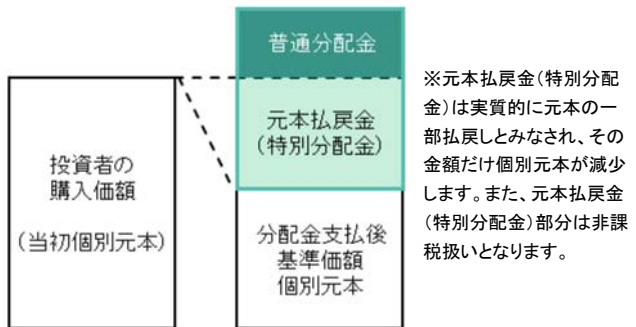 投資者の
購入価額
(当初個別元本)
普通分配金
元本払戻金
(特別分配金)
分配金支払後
基準価額
個別元本
※元本払戻金(特別分配
金)は実質的に元本の一
部払戻しとみなされ、その
金額だけ個別元本が減少
します。また、元本払戻金
(特別分配金)部分は非課
税扱いとなります。